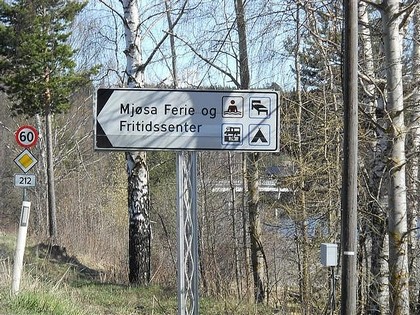 Mjøsa Ferie og
Fritidssenter
60
212